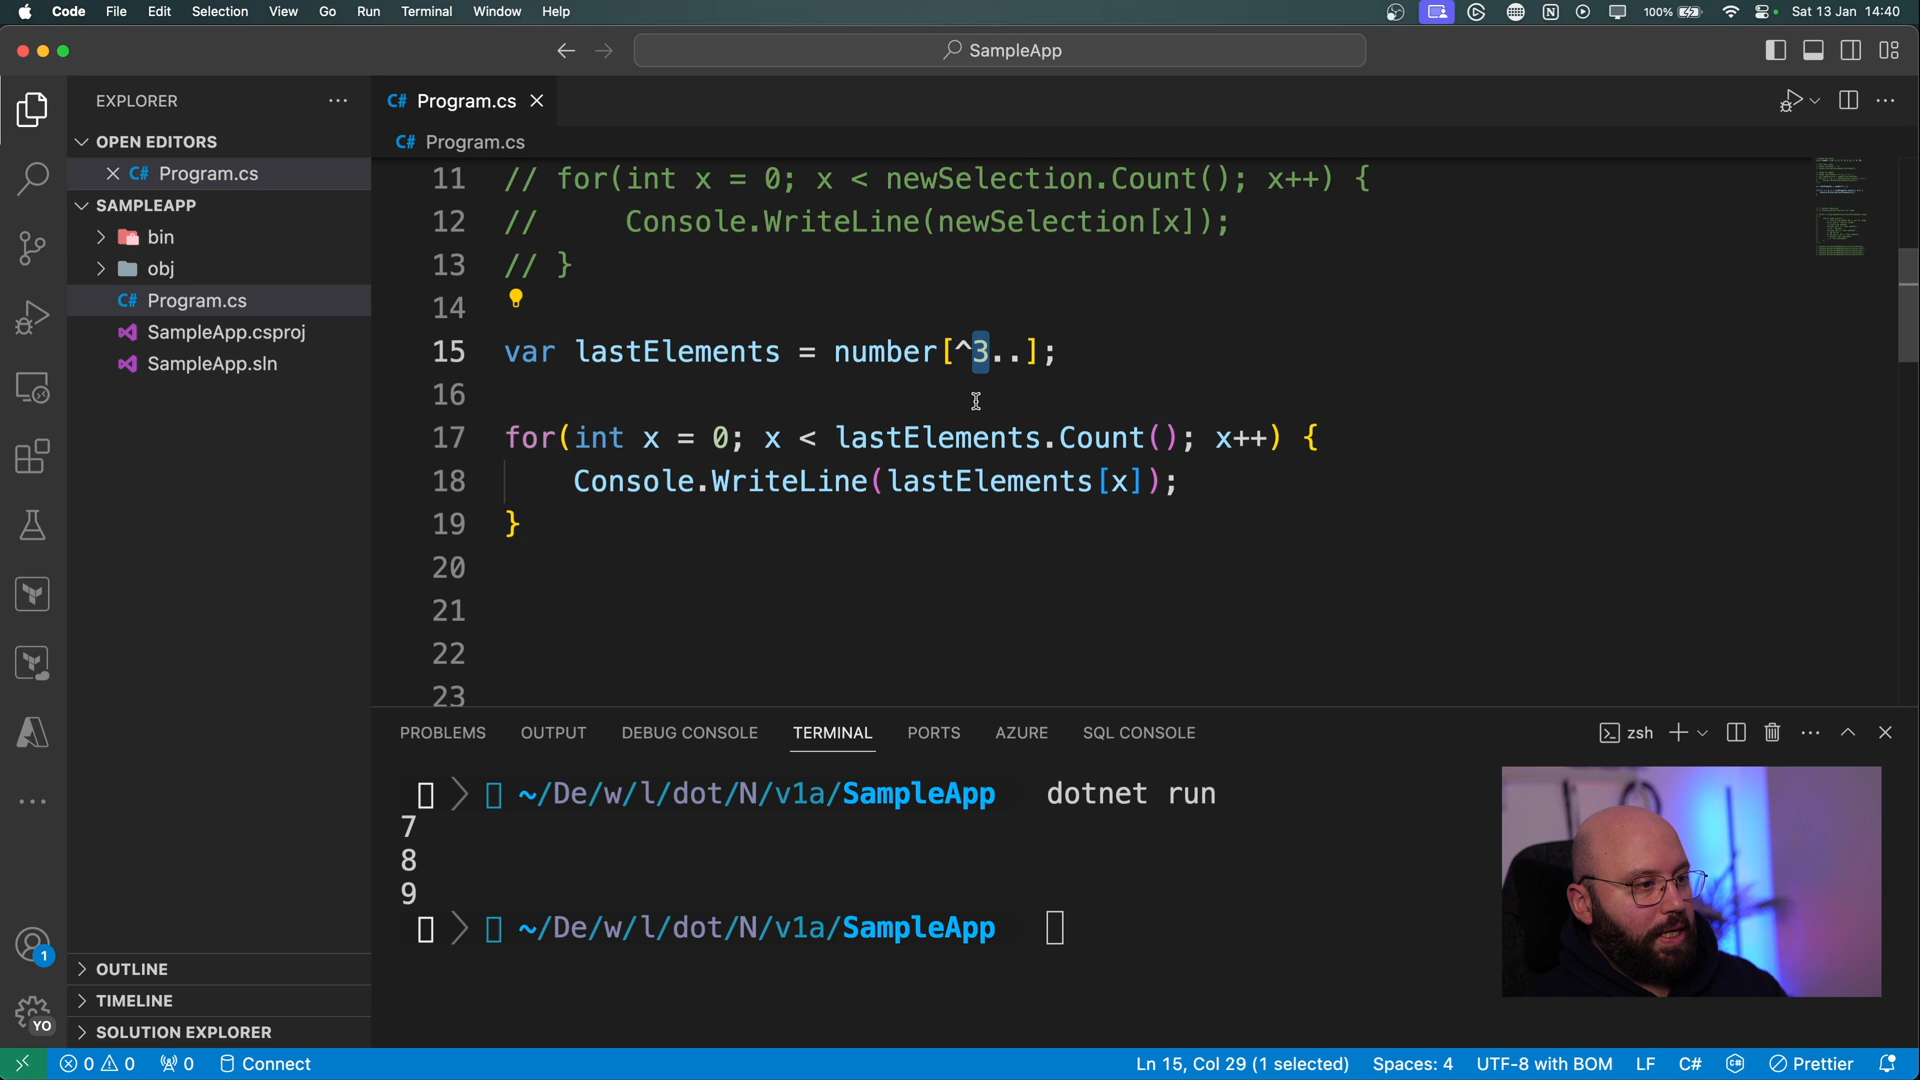 Code File Edit Selection View Go Run Terminal Window Help 100% Sat 13 Jan 14:40
SampleApp
EXPLORER
OPEN EDITORS
C# Program.cs
SAMPLEAPP
bin
obj
C# Program.cs
SampleApp.csproj
SampleApp.sln
OUTLINE
TIMELINE
SOLUTION EXPLORER
1
YO
C# Program.cs
C# Program.cs
11 // for(int x = 0; x < newSelection.Count(); x++) {
12 //     Console.WriteLine(newSelection[x]);
13 // }
14
15 var lastElements = number[^3..];
16
17 for(int x = 0; x < lastElements.Count(); x++) {
18     Console.WriteLine(lastElements[x]);
19 }
20
21
22
23
PROBLEMS OUTPUT DEBUG CONSOLE TERMINAL PORTS AZURE SQL CONSOLE zsh
~/De/w/l/dot/N/v1a/SampleApp dotnet run
7
8
9
~/De/w/l/dot/N/v1a/SampleApp
0 0 0 Connect Ln 15, Col 29 (1 selected) Spaces: 4 UTF-8 with BOM LF C# Prettier